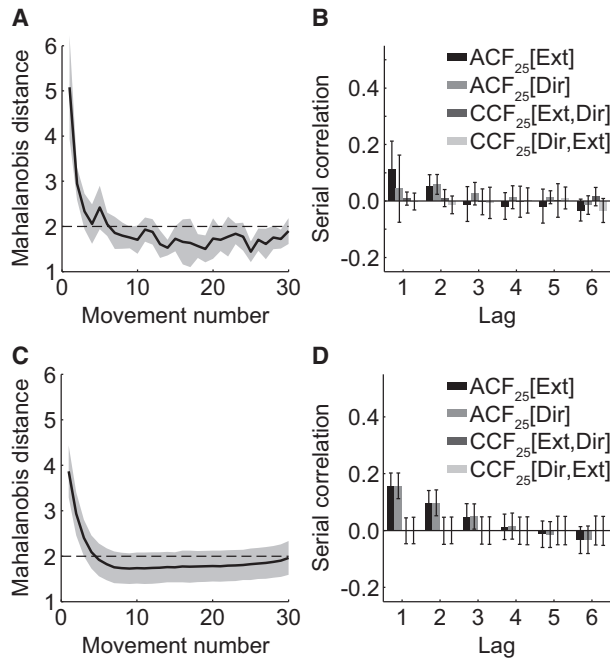 A
Mahalanobis distance
6
5
4
3
2
1
0 10 20 30
Movement number
B
Serial correlation
0.4
0.2
0.0
-0.2
ACF25[Ext]
ACF25[Dir]
CCF25[Ext,Dir]
CCF25[Dir,Ext]
1 2 3 4 5 6
Lag
C
Mahalanobis distance
6
5
4
3
2
1
0 10 20 30
Movement number
D
Serial correlation
0.4
0.2
0.0
-0.2
ACF25[Ext]
ACF25[Dir]
CCF25[Ext,Dir]
CCF25[Dir,Ext]
1 2 3 4 5 6
Lag